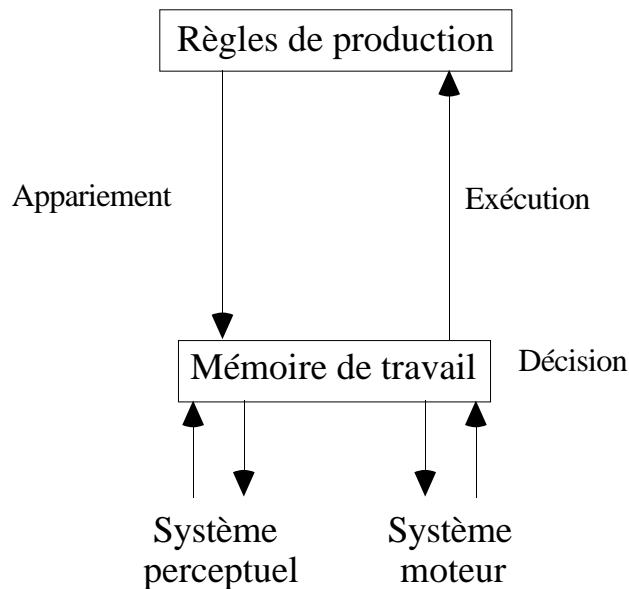 Règles de production
Appariement
Exécution
Mémoire de travail
Décision
Système
perceptuel
Système
moteur